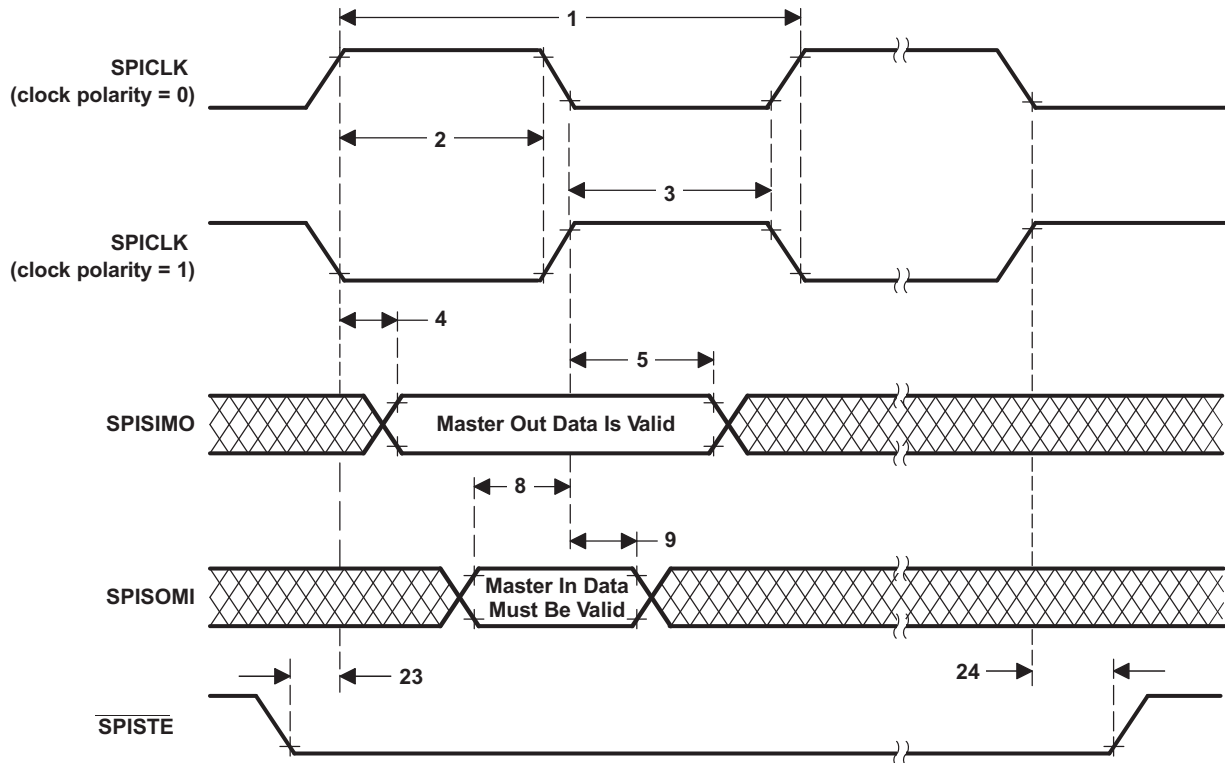 1
SPICLK
(clock polarity = 0)
2
3
SPICLK
(clock polarity = 1)
4
5
SPISIMO
Master Out Data Is Valid
8
9
SPISOMI
Master In Data
Must Be Valid
23
24
SPISTE